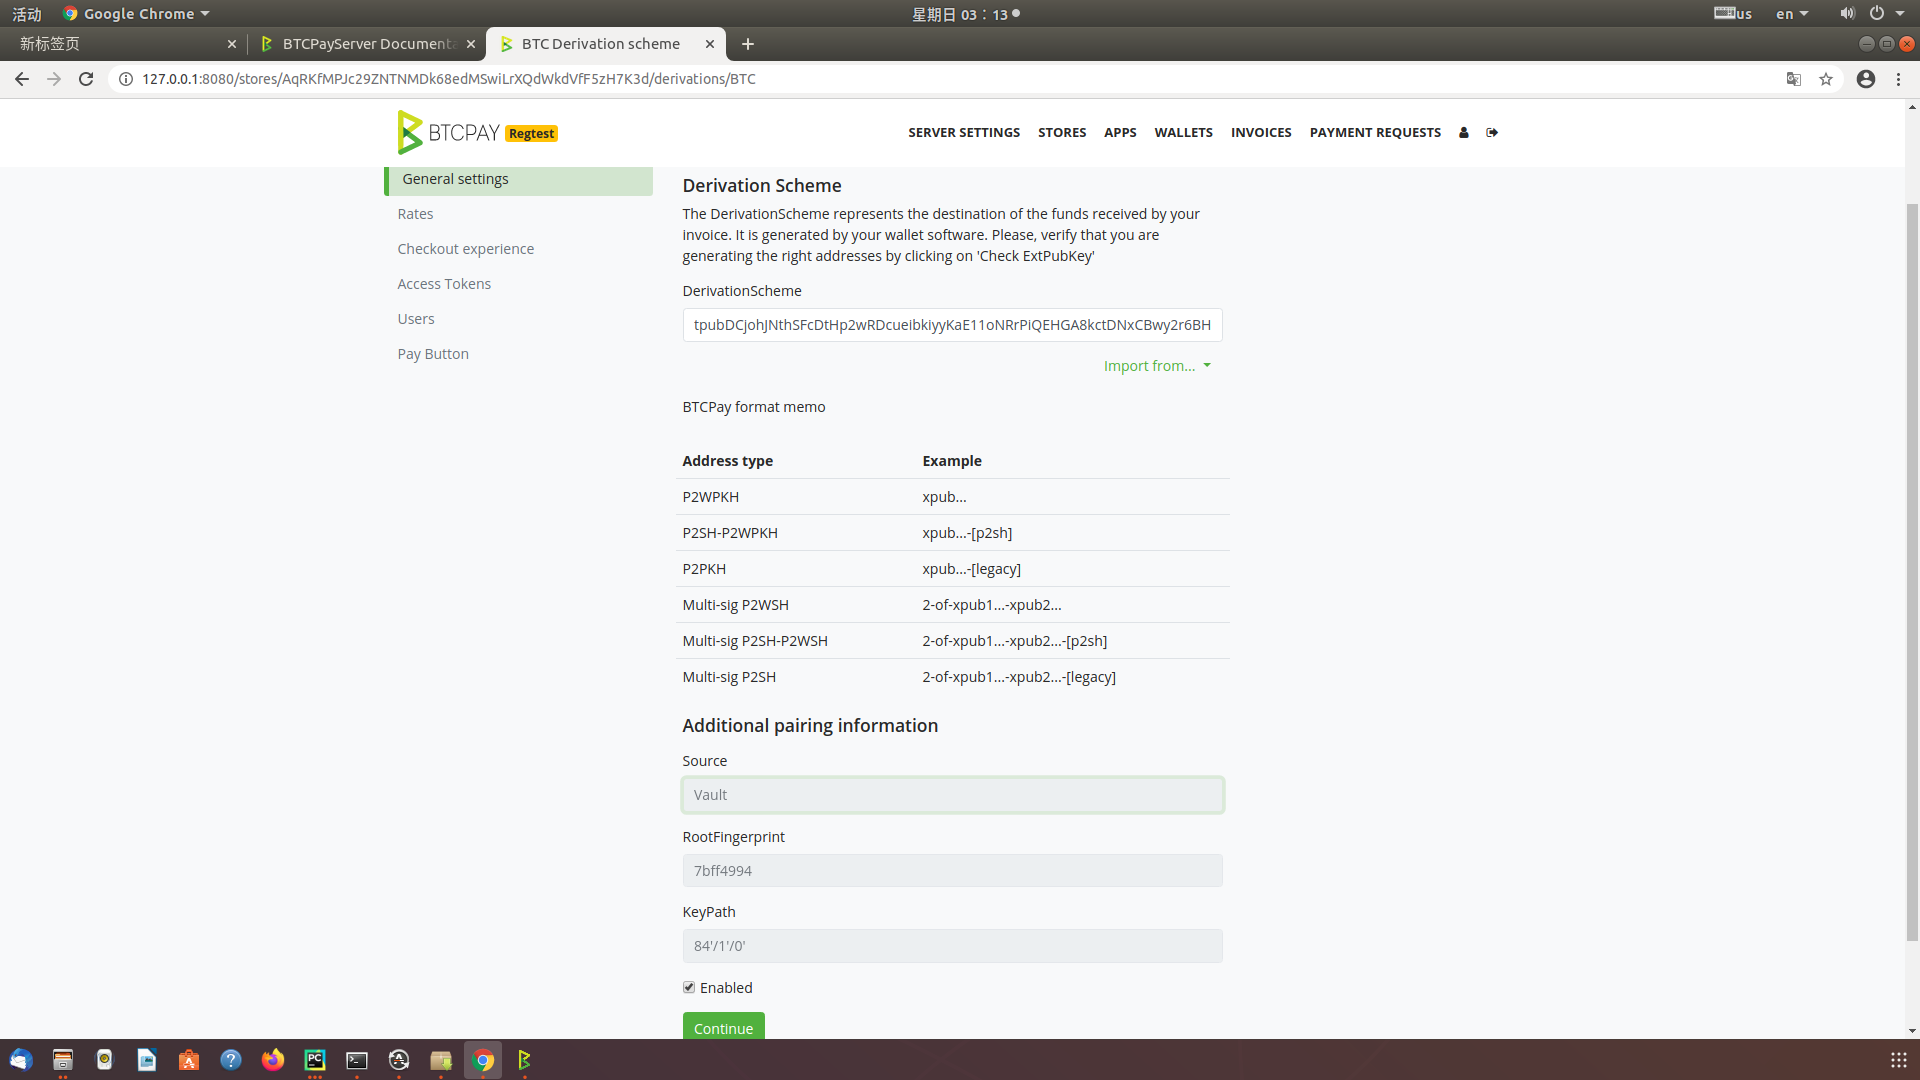 活动
Google Chrome
星期日 03：13
us
en
新标签页
BTCPayServer Documenta
BTC Derivation scheme
127.0.0.1:8080/stores/AqRKfMPJc29ZNTNMDk68edMSwiLrXQdWkdVfF5zH7K3d/derivations/BTC
BTCPAY Regtest
SERVER SETTINGS
STORES
APPS
WALLETS
INVOICES
PAYMENT REQUESTS
General settings
Rates
Checkout experience
Access Tokens
Users
Pay Button
Derivation Scheme
The DerivationScheme represents the destination of the funds received by your
invoice. It is generated by your wallet software. Please, verify that you are
generating the right addresses by clicking on 'Check ExtPubKey'
DerivationScheme
tpubDCjohJNthSFcDtHp2wRDcueibkiyyKaE11oNRrPiQEHGA8kctDNxCBwy2r6BH
Import from...
BTCPay format memo
Address type Example
P2WPKH xpub...
P2SH-P2WPKH xpub...-[p2sh]
P2PKH xpub...-[legacy]
Multi-sig P2WSH 2-of-xpub1...-xpub2...
Multi-sig P2SH-P2WSH 2-of-xpub1...-xpub2...-[p2sh]
Multi-sig P2SH 2-of-xpub1...-xpub2...-[legacy]
Additional pairing information
Source
Vault
RootFingerprint
7bff4994
KeyPath
84'/1'/0'
Enabled
Continue